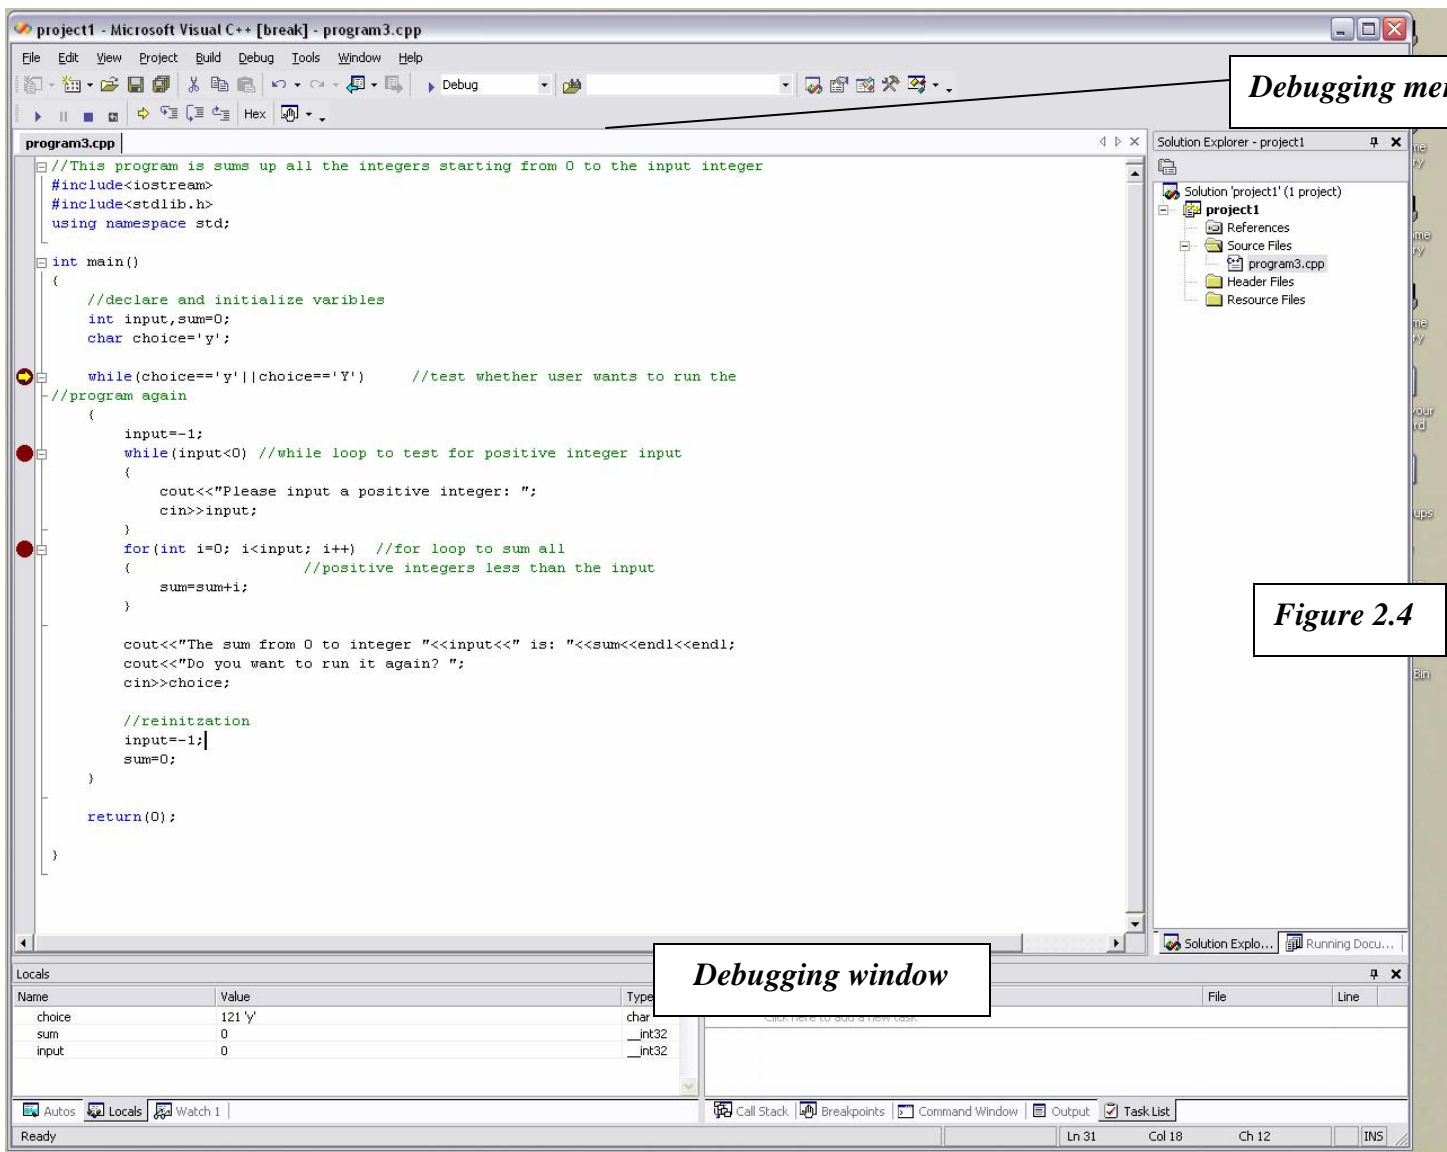 project1 - Microsoft Visual C++ [break] - program3.cpp
File Edit View Project Build Debug Tools Window Help
Debug
Hex
Debugging
program3.cpp
//This program is sums up all the integers starting from 0 to the input integer
#include<iostream>
#include<stdlib.h>
using namespace std;
int main()
{
//declare and initialize varibles
int input,sum=0;
char choice='y';
while(choice=='y'||choice=='Y') //test whether user wants to run the
//program again
{
input=-1;
while(input<0) //while loop to test for positive integer input
{
cout<<"Please input a positive integer: ";
cin>>input;
}
for(int i=0; i<input; i++) //for loop to sum all
{ //positive integers less than the input
sum=sum+i;
}
cout<<"The sum from 0 to integer "<<input<<" is: "<<sum<<endl<<endl;
cout<<"Do you want to run it again? ";
cin>>choice;
//reinitzation
input=-1;
sum=0;
}
return(0);
}
Solution Explorer - project1
Solution 'project1' (1 project)
project1
References
Source Files
program3.cpp
Header Files
Resource Files
Figure 2.4
Solution Explo... Running Docu...
Debugging window
Locals
Name Value Type
choice 121 'y' char
sum 0 __int32
input 0 __int32
File Line
Click here to add a new task
Autos Locals Watch 1
Call Stack Breakpoints Command Window Output Task List
Ready Ln 31 Col 18 Ch 12 INS